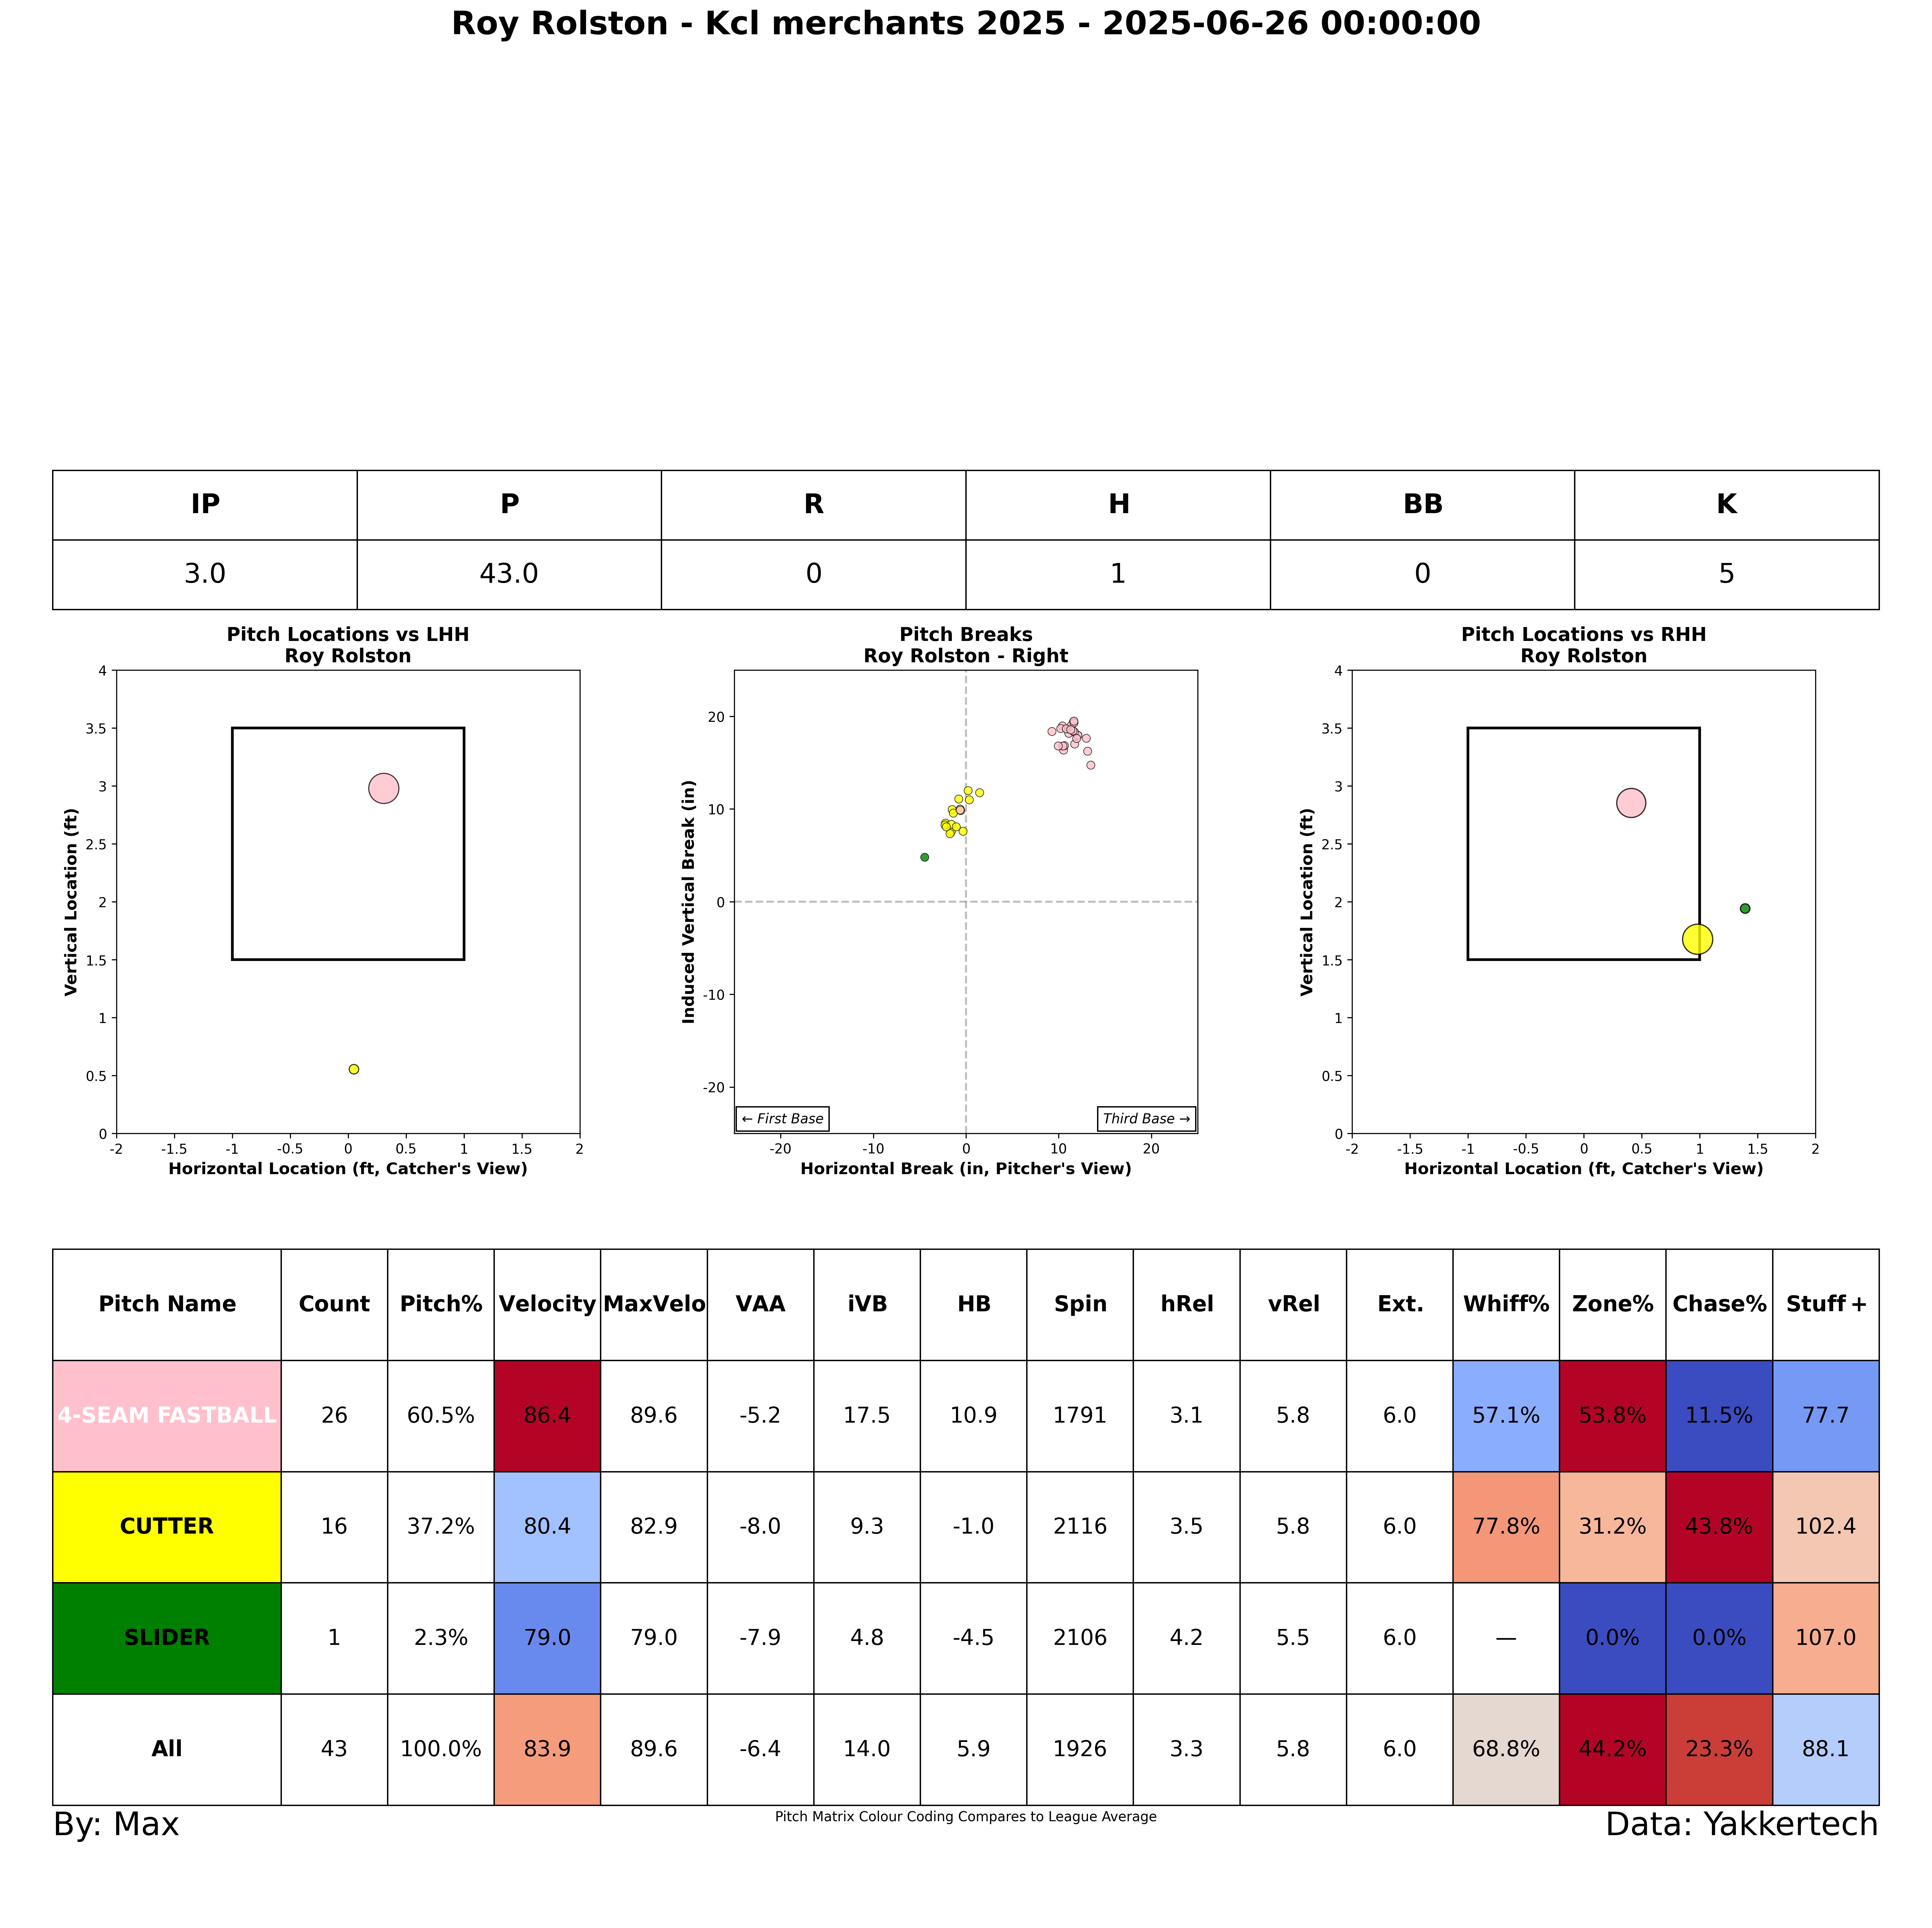 Roy Rolston - Kcl merchants 2025 - 2025-06-26 00:00:00
IP P R H BB K
3.0 43.0 0 1 0 5
Pitch Locations vs LHH
Roy Rolston
4
3.5
3
2.5
2
1.5
1
0.5
0
-2 -1.5 -1 -0.5 0 0.5 1 1.5 2
Vertical Location (ft)
Horizontal Location (ft, Catcher's View)
Pitch Breaks
Roy Rolston - Right
20
10
0
-10
-20
-20 -10 0 10 20
Induced Vertical Break (in)
← First Base
Third Base →
Horizontal Break (in, Pitcher's View)
Pitch Locations vs RHH
Roy Rolston
4
3.5
3
2.5
2
1.5
1
0.5
0
-2 -1.5 -1 -0.5 0 0.5 1 1.5 2
Vertical Location (ft)
Horizontal Location (ft, Catcher's View)
Pitch Name Count Pitch% Velocity MaxVelo VAA iVB HB Spin hRel vRel Ext. Whiff% Zone% Chase% Stuff+
4-SEAM FASTBALL 26 60.5% 86.4 89.6 -5.2 17.5 10.9 1791 3.1 5.8 6.0 57.1% 53.8% 11.5% 77.7
CUTTER 16 37.2% 80.4 82.9 -8.0 9.3 -1.0 2116 3.5 5.8 6.0 77.8% 31.2% 43.8% 102.4
SLIDER 1 2.3% 79.0 79.0 -7.9 4.8 -4.5 2106 4.2 5.5 6.0 — 0.0% 0.0% 107.0
All 43 100.0% 83.9 89.6 -6.4 14.0 5.9 1926 3.3 5.8 6.0 68.8% 44.2% 23.3% 88.1
By: Max
Pitch Matrix Colour Coding Compares to League Average
Data: Yakkertech